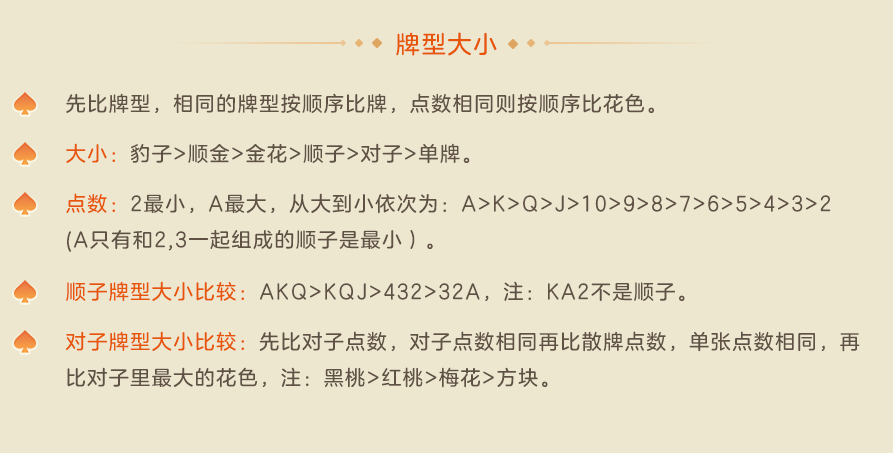 牌型大小
先比牌型，相同的牌型按顺序比牌，点数相同则按顺序比花色。
大小：豹子>顺金>金花>顺子>对子>单牌。
点数：2最小，A最大，从大到小依次为：A>K>Q>J>10>9>8>7>6>5>4>3>2
(A只有和2,3一起组成的顺子是最小）。
顺子牌型大小比较：AKQ>KQJ>432>32A，注：KA2不是顺子。
对子牌型大小比较：先比对子点数，对子点数相同再比散牌点数，单张点数相同，再
比对子里最大的花色，注：黑桃>红桃>梅花>方块。